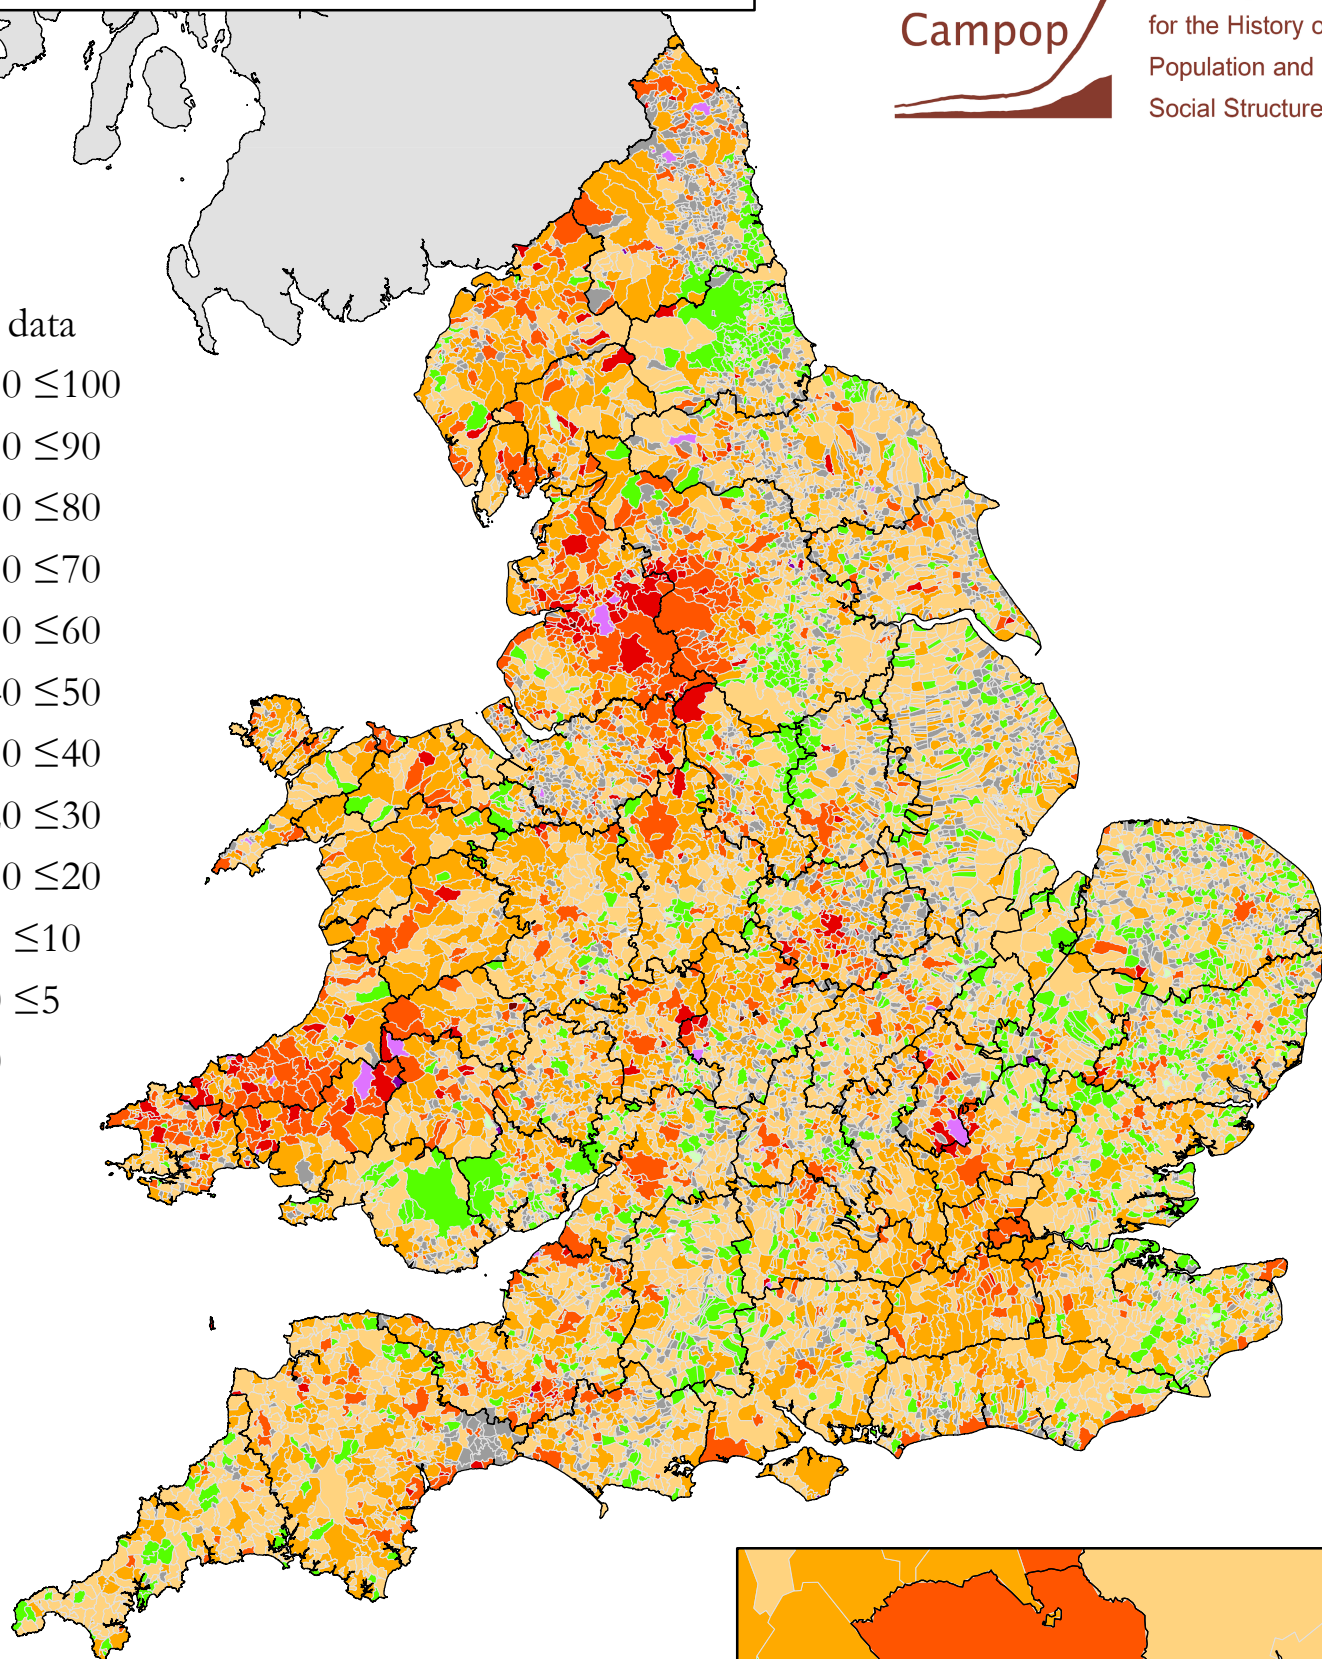 Campop
for the History o
Population and
Social Structure
data
0 ≤100
0 ≤90
0 ≤80
0 ≤70
0 ≤60
0 ≤50
0 ≤40
0 ≤30
0 ≤20
≤10
≤5